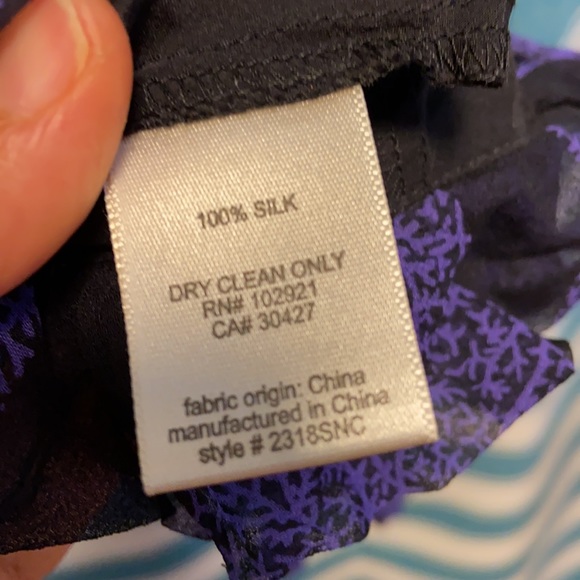 100% SILK
DRY CLEAN ONLY
RN# 102921
CA# 30427
fabric origin: China
manufactured in China
style # 2318SNC